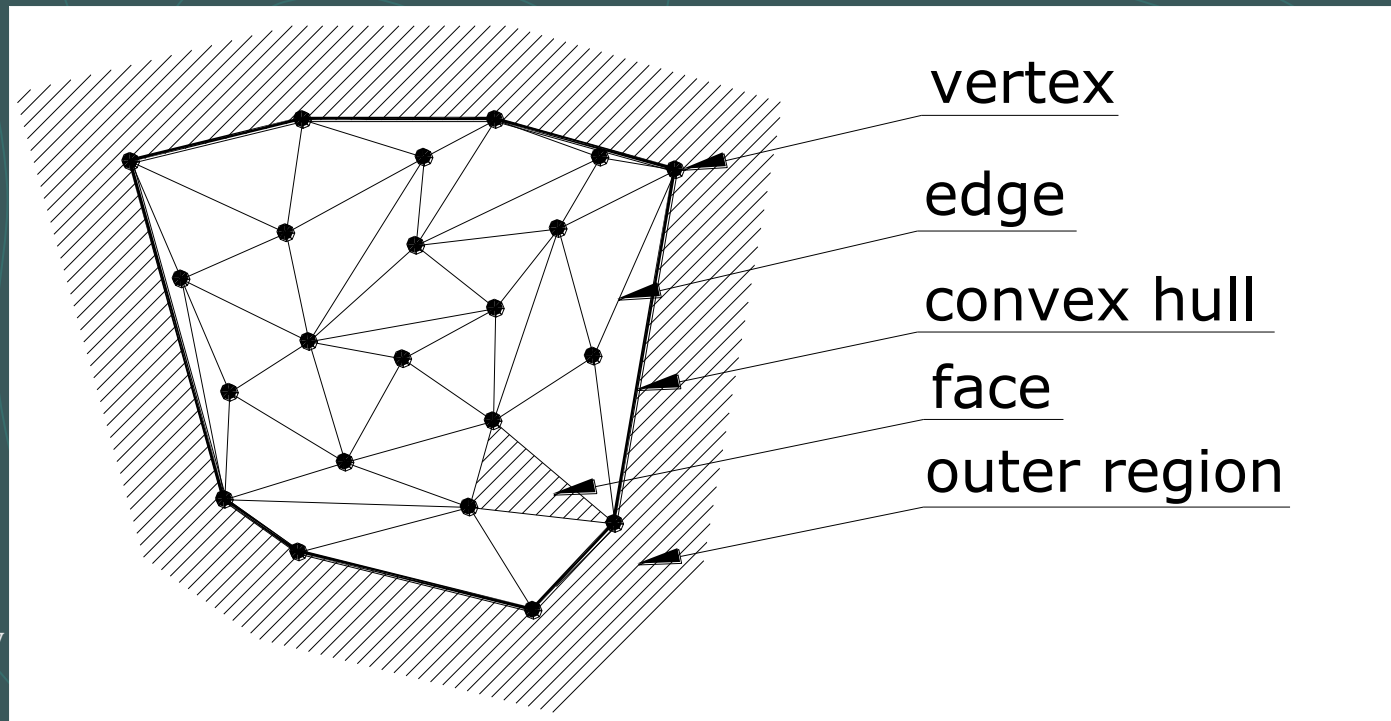 vertex
edge
convex hull
face
outer region